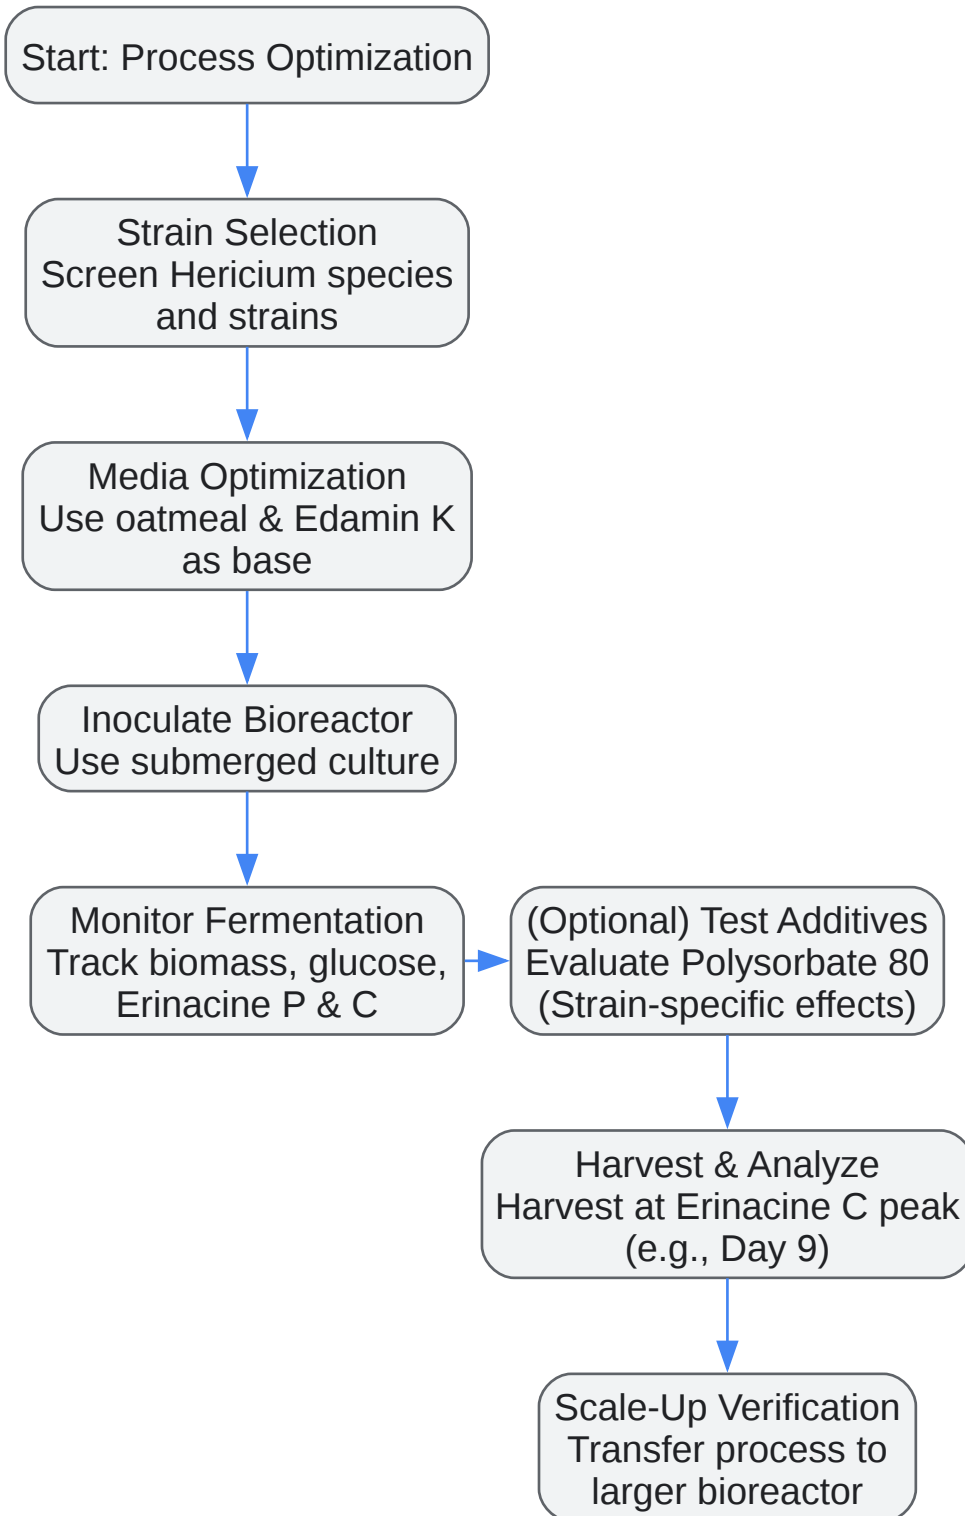 Start: Process Optimization
Strain Selection
Screen Hericium species
and strains
Media Optimization
Use oatmeal & Edamin K
as base
Inoculate Bioreactor
Use submerged culture
Monitor Fermentation
Track biomass, glucose,
Erinacine P & C
(Optional) Test Additives
Evaluate Polysorbate 80
(Strain-specific effects)
Harvest & Analyze
Harvest at Erinacine C peak
(e.g., Day 9)
Scale-Up Verification
Transfer process to
larger bioreactor